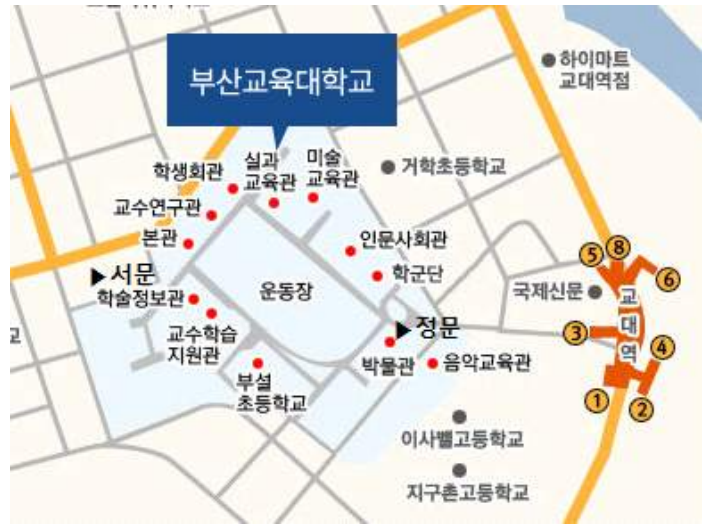 부산교육대학교
하이마트
교대역점
학생회관
실과
교육관
미술
교육관
거학초등학교
교수연구관
본관
인문사회관
▶서문
학군단
학술정보관
운동장
국제신문
교수학습
지원관
▶정문
박물관
음악교육관
부설
초등학교
이사벨고등학교
지구촌고등학교
교대역
⑤
⑧
⑥
③
④
①
②
교